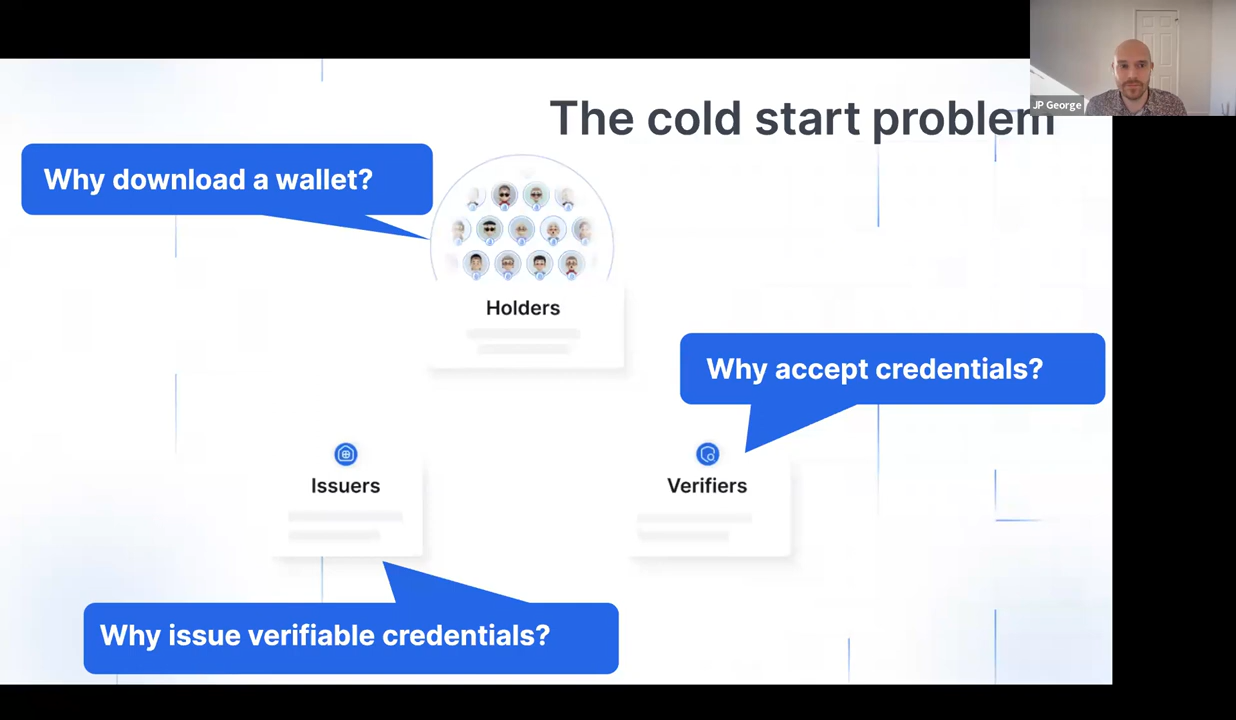 JP George
The cold start problem
Why download a wallet?
Holders
Why accept credentials?
Issuers
Verifiers
Why issue verifiable credentials?